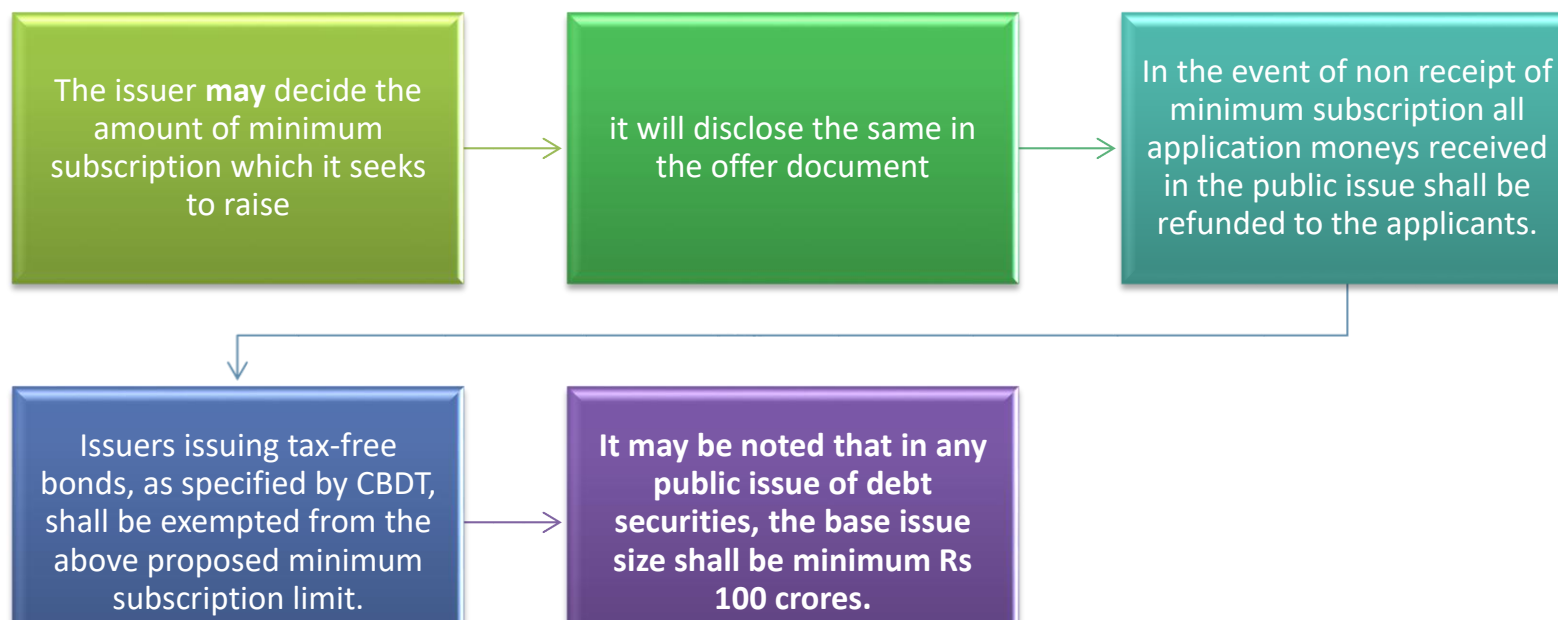 The issuer may decide the
amount of minimum
subscription which it seeks
to raise
it will disclose the same in
the offer document
In the event of non receipt of
minimum subscription all
application moneys received
in the public issue shall be
refunded to the applicants.
Issuers issuing tax-free
bonds, as specified by CBDT,
shall be exempted from the
above proposed minimum
subscription limit.
It may be noted that in any
public issue of debt
securities, the base issue
size shall be minimum Rs
100 crores.